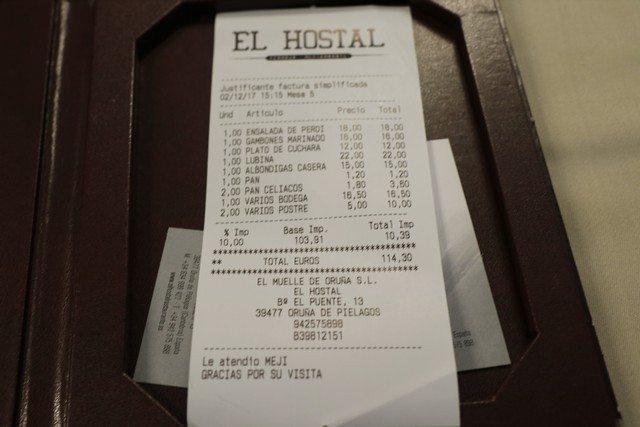 EL HOSTAL
Justificante factura simplificada
02/12/17 15:15 Mesa 5
Und Artículo Precio Total
1,00 ENSALADA DE PERDI 18,00 18,00
1,00 GAMBONES MARINADO 16,00 16,00
1,00 PLATO DE CUCHARA 12,00 12,00
1,00 LUBINA 22,00 22,00
1,00 ALBONDIGAS CASERA 15,00 15,00
1,00 PAN 1,20 1,20
2,00 PAN CELIACOS 1,80 3,60
1,00 VARIOS BODEGA 16,50 16,50
2,00 VARIOS POSTRE 5,00 10,00
% Imp Base Imp. Total Imp
10,00 103,91 10,39
** TOTAL EUROS 114,30
EL MUELLE DE ORUÑA S.L.
EL HOSTAL
Bº EL PUENTE, 13
39477 ORUÑA DE PIELAGOS
942575898
B39812151
Le atendio MEJI
GRACIAS POR SU VISITA
España